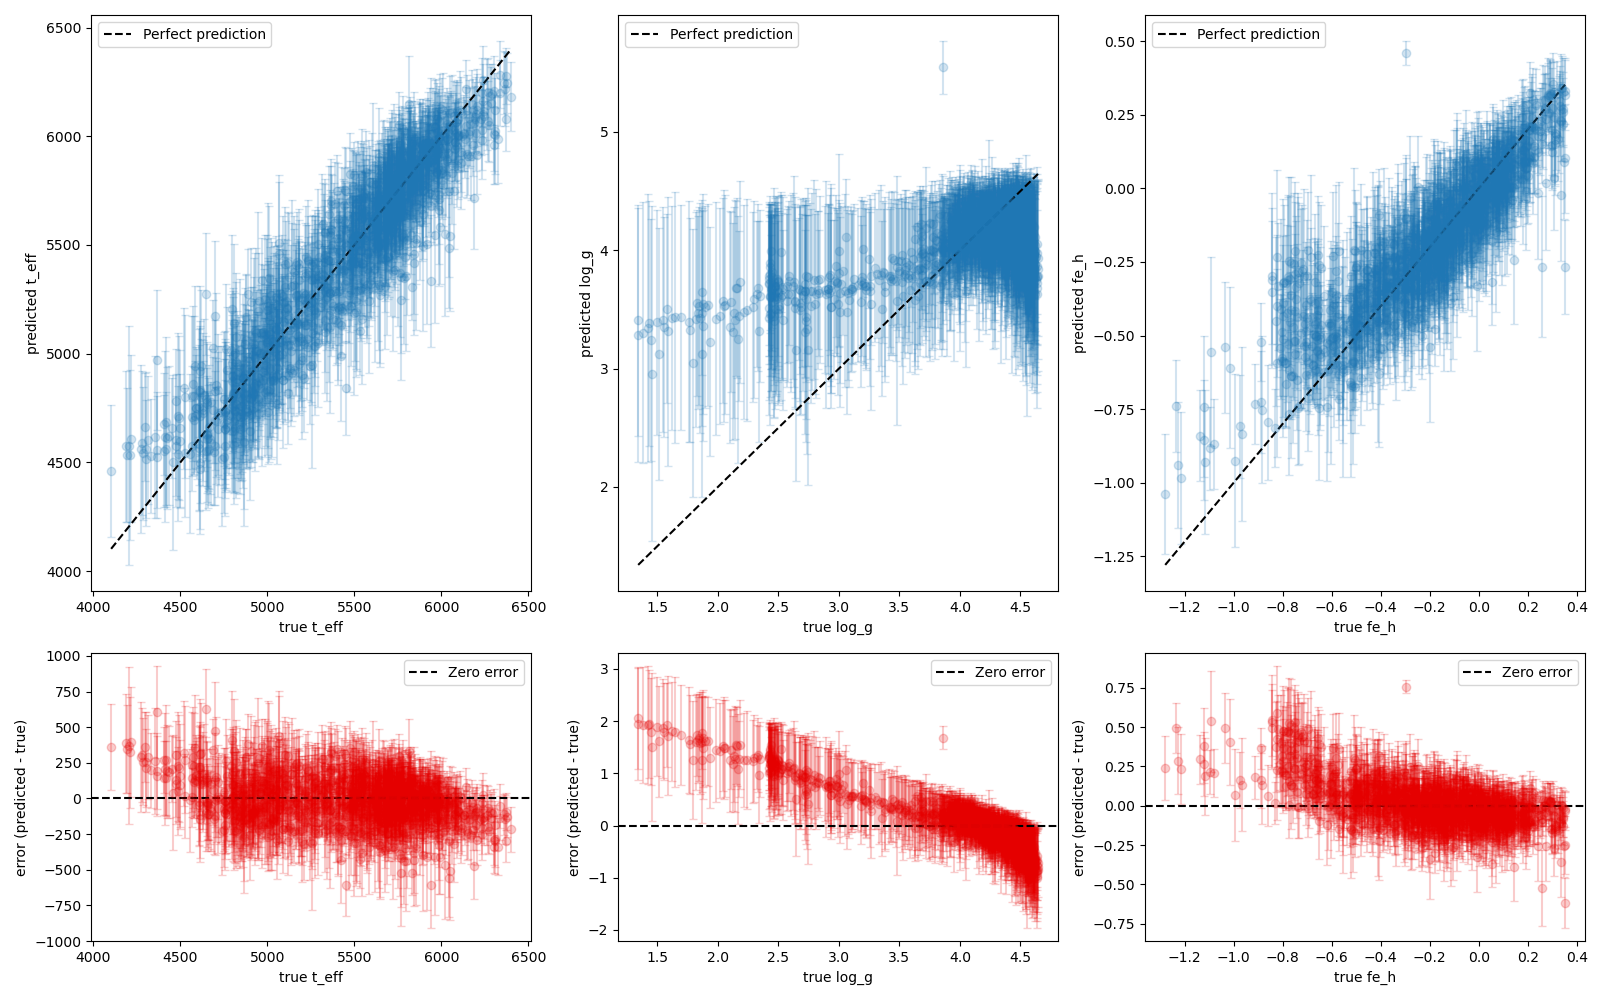 Perfect prediction
6500
6000
5500
5000
4500
4000
predicted t_eff
4000 4500 5000 5500 6000 6500
true t_eff
Perfect prediction
5
4
3
2
predicted log_g
1.5 2.0 2.5 3.0 3.5 4.0 4.5
true log_g
Perfect prediction
0.50
0.25
0.00
−0.25
−0.50
−0.75
−1.00
−1.25
predicted fe_h
−1.2 −1.0 −0.8 −0.6 −0.4 −0.2 0.0 0.2 0.4
true fe_h
Zero error
1000
750
500
250
0
−250
−500
−750
−1000
error (predicted - true)
4000 4500 5000 5500 6000 6500
true t_eff
Zero error
3
2
1
0
−1
−2
error (predicted - true)
1.5 2.0 2.5 3.0 3.5 4.0 4.5
true log_g
Zero error
0.75
0.50
0.25
0.00
−0.25
−0.50
−0.75
error (predicted - true)
−1.2 −1.0 −0.8 −0.6 −0.4 −0.2 0.0 0.2 0.4
true fe_h